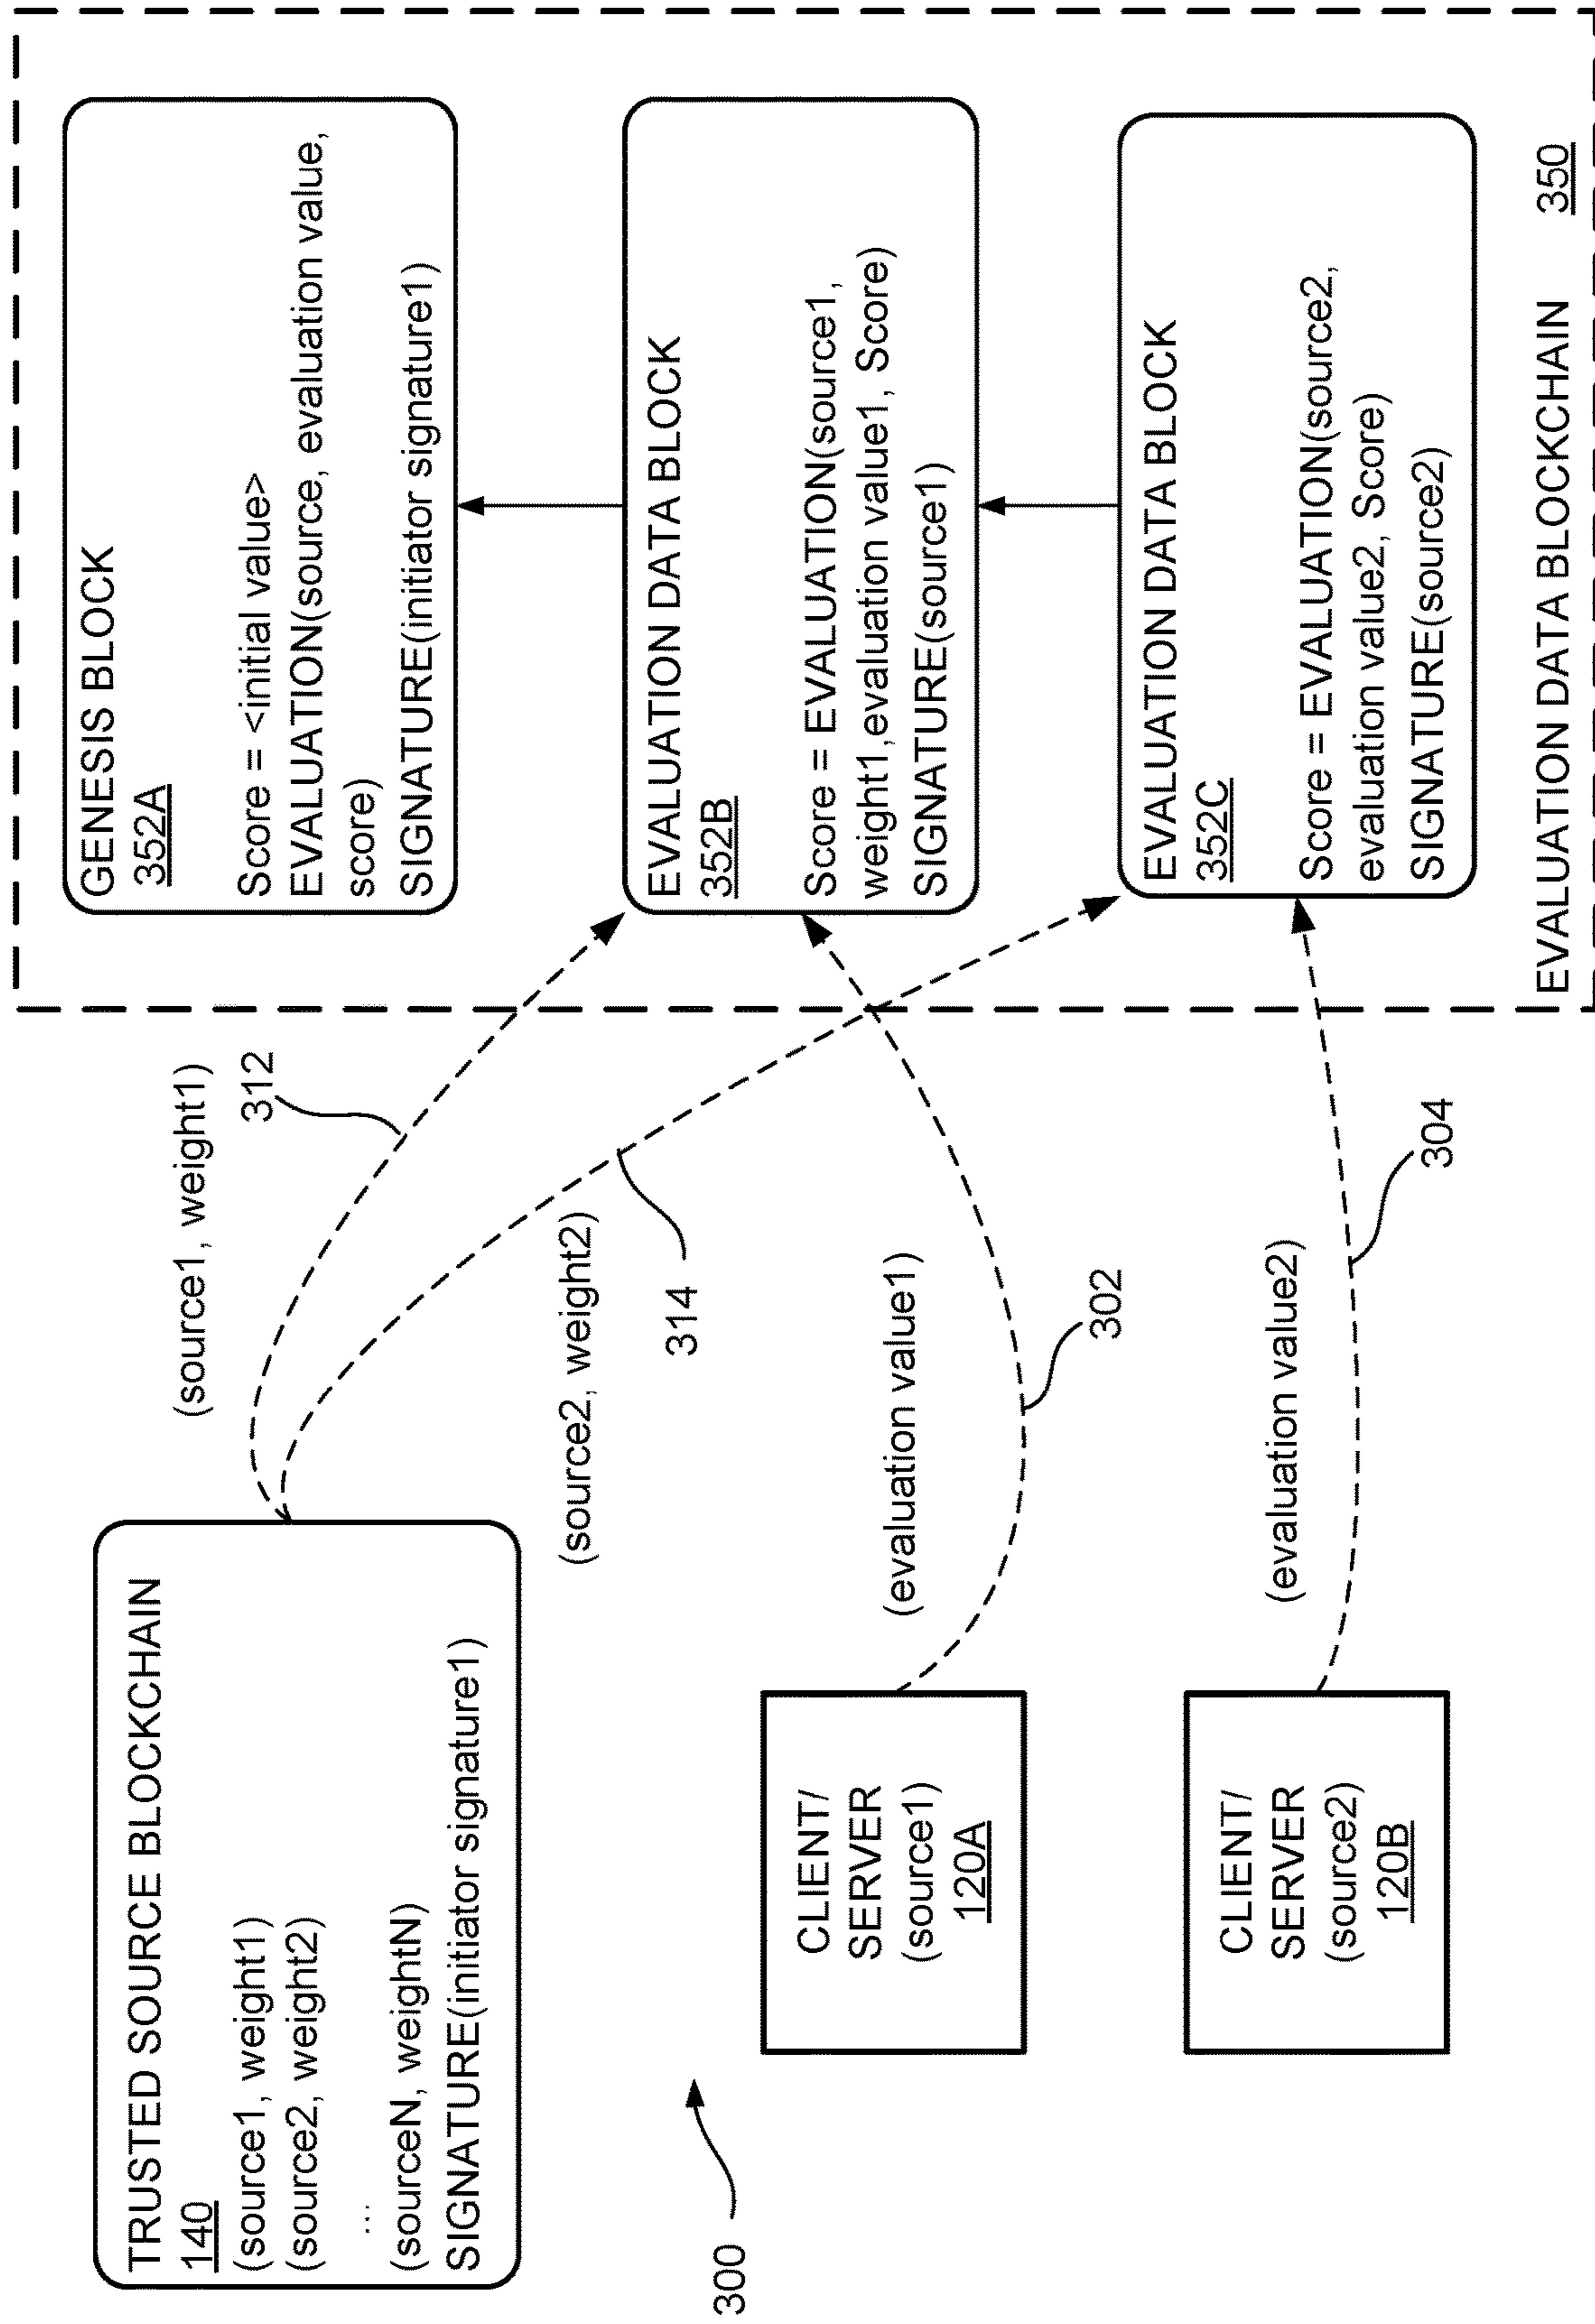 TRUSTED SOURCE BLOCKCHAIN
140
(source1, weight1)
(source2, weight2)
...
(sourceN, weightN)
SIGNATURE(initiator signature1)
(source1, weight1)
312
(source2, weight2)
314
CLIENT/
SERVER
(source1)
120A
(evaluation value1)
302
CLIENT/
SERVER
(source2)
120B
(evaluation value2)
304
300
GENESIS BLOCK
352A
Score = <initial value>
EVALUATION(source, evaluation value,
score)
SIGNATURE(initiator signature1)
EVALUATION DATA BLOCK
352B
Score = EVALUATION(source1,
weight1,evaluation value1, Score)
SIGNATURE(source1)
EVALUATION DATA BLOCK
352C
Score = EVALUATION(source2,
evaluation value2, Score)
SIGNATURE(source2)
EVALUATION DATA BLOCKCHAIN 350